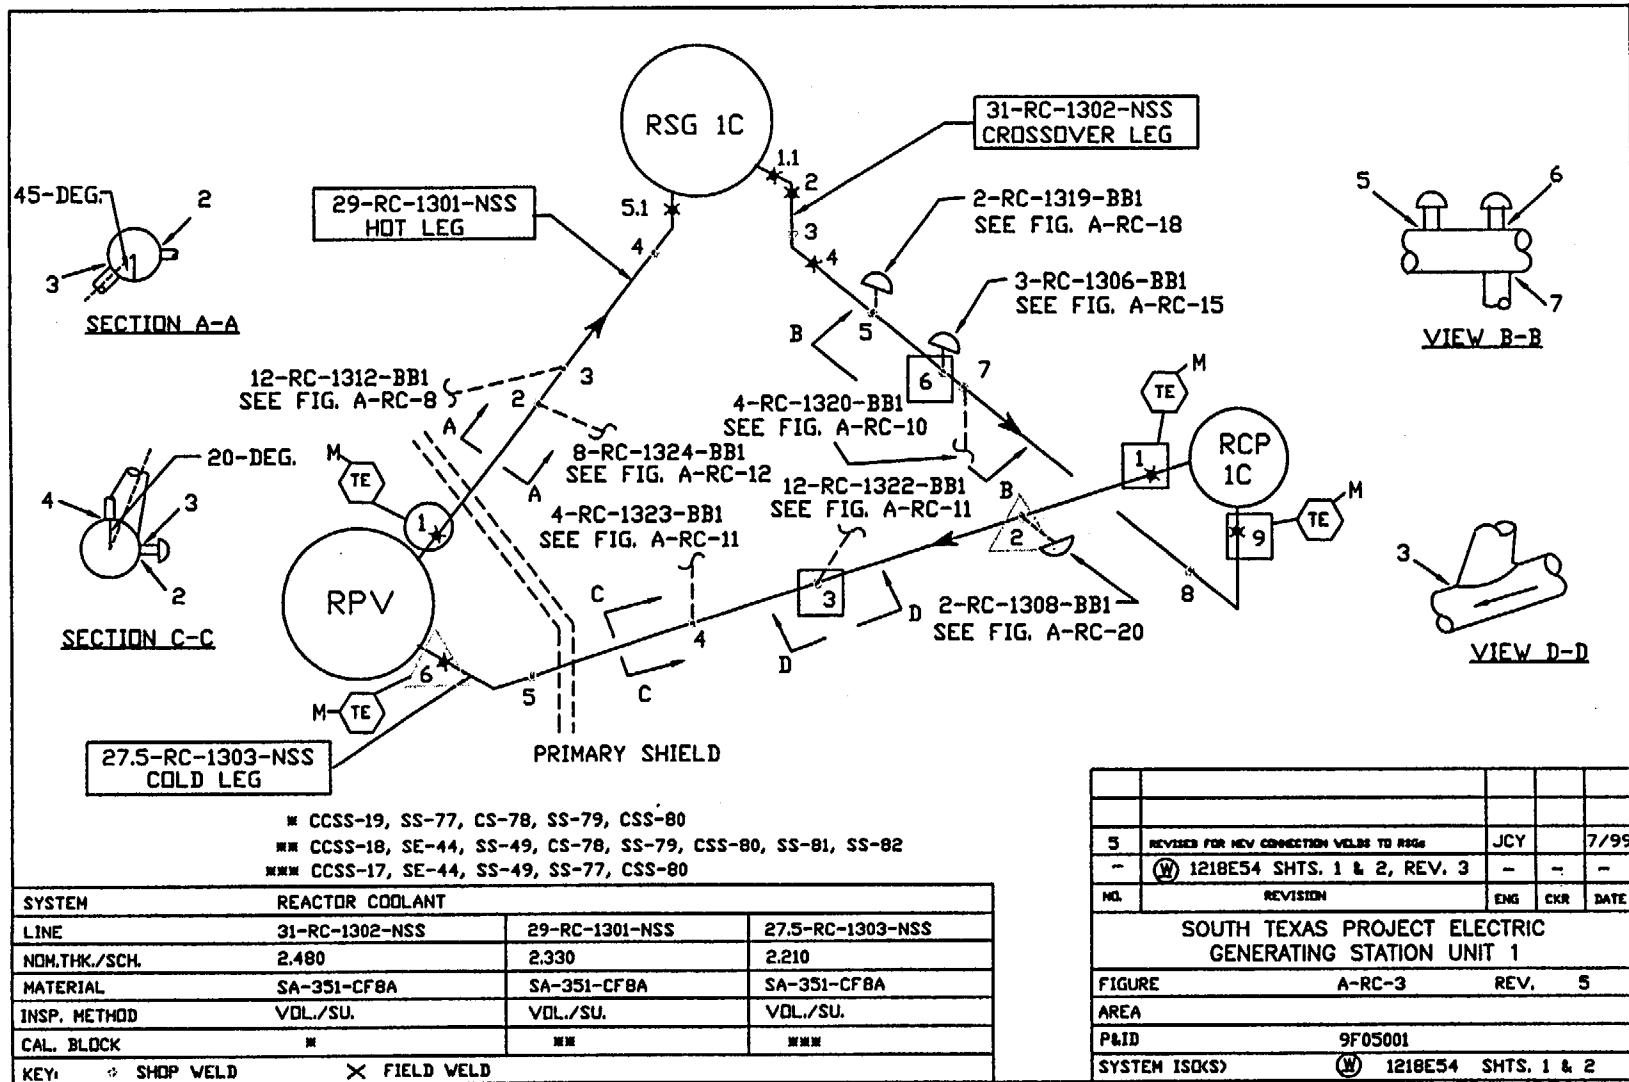 RSG 1C
31-RC-1302-NSS
CROSSOVER LEG
1.1
2
3
4
5.1
4
29-RC-1301-NSS
HOT LEG
2-RC-1319-BB1
SEE FIG. A-RC-18
3-RC-1306-BB1
SEE FIG. A-RC-15
45-DEG.
2
1
3
SECTION A-A
5
6
7
VIEW B-B
B
5
6
7
12-RC-1312-BB1
SEE FIG. A-RC-8
3
2
A
A
8-RC-1324-BB1
SEE FIG. A-RC-12
4-RC-1320-BB1
SEE FIG. A-RC-10
B
M
TE
1
RCP
1C
M
TE
9
8
20-DEG.
4
3
2
SECTION C-C
M
TE
1
RPV
4-RC-1323-BB1
SEE FIG. A-RC-11
12-RC-1322-BB1
SEE FIG. A-RC-11
2
3
D
D
2-RC-1308-BB1
SEE FIG. A-RC-20
3
VIEW D-D
C
C
4
5
6
M
TE
PRIMARY SHIELD
27.5-RC-1303-NSS
COLD LEG
* CCSS-19, SS-77, CS-78, SS-79, CSS-80
** CCSS-18, SE-44, SS-49, CS-78, SS-79, CSS-80, SS-81, SS-82
*** CCSS-17, SE-44, SS-49, SS-77, CSS-80
SYSTEM REACTOR COOLANT
LINE 31-RC-1302-NSS 29-RC-1301-NSS 27.5-RC-1303-NSS
NOM.THK./SCH. 2.480 2.330 2.210
MATERIAL SA-351-CF8A SA-351-CF8A SA-351-CF8A
INSP. METHOD VOL./SU. VOL./SU. VOL./SU.
CAL. BLOCK * ** ***
KEY: SHOP WELD FIELD WELD
5 REVISED FOR NEW CONNECTION WELDS TO RSGs JCY 7/99
- W 1218E54 SHTS. 1 & 2, REV. 3 - - -
NO. REVISION ENG CKR DATE
SOUTH TEXAS PROJECT ELECTRIC
GENERATING STATION UNIT 1
FIGURE A-RC-3 REV. 5
AREA
P&ID 9F05001
SYSTEM ISO(S) W 1218E54 SHTS. 1 & 2